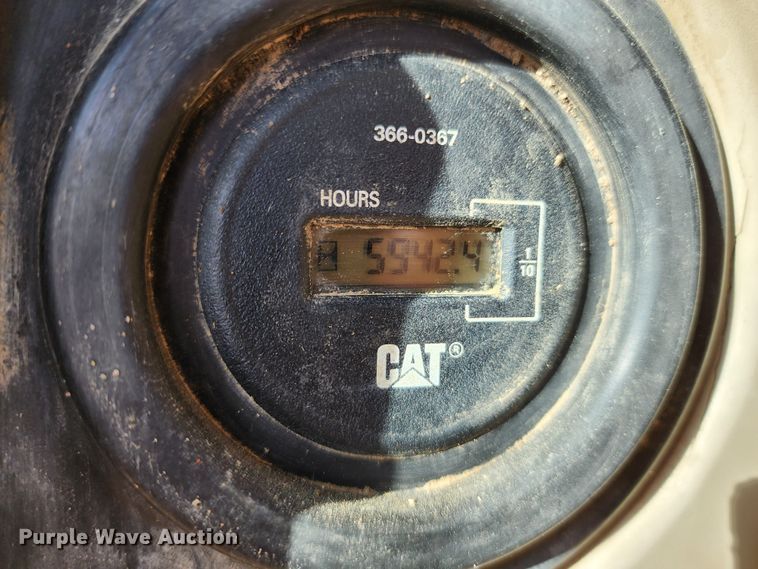 366-0367
HOURS
5942.4
1
10
CAT®
Purple Wave Auction